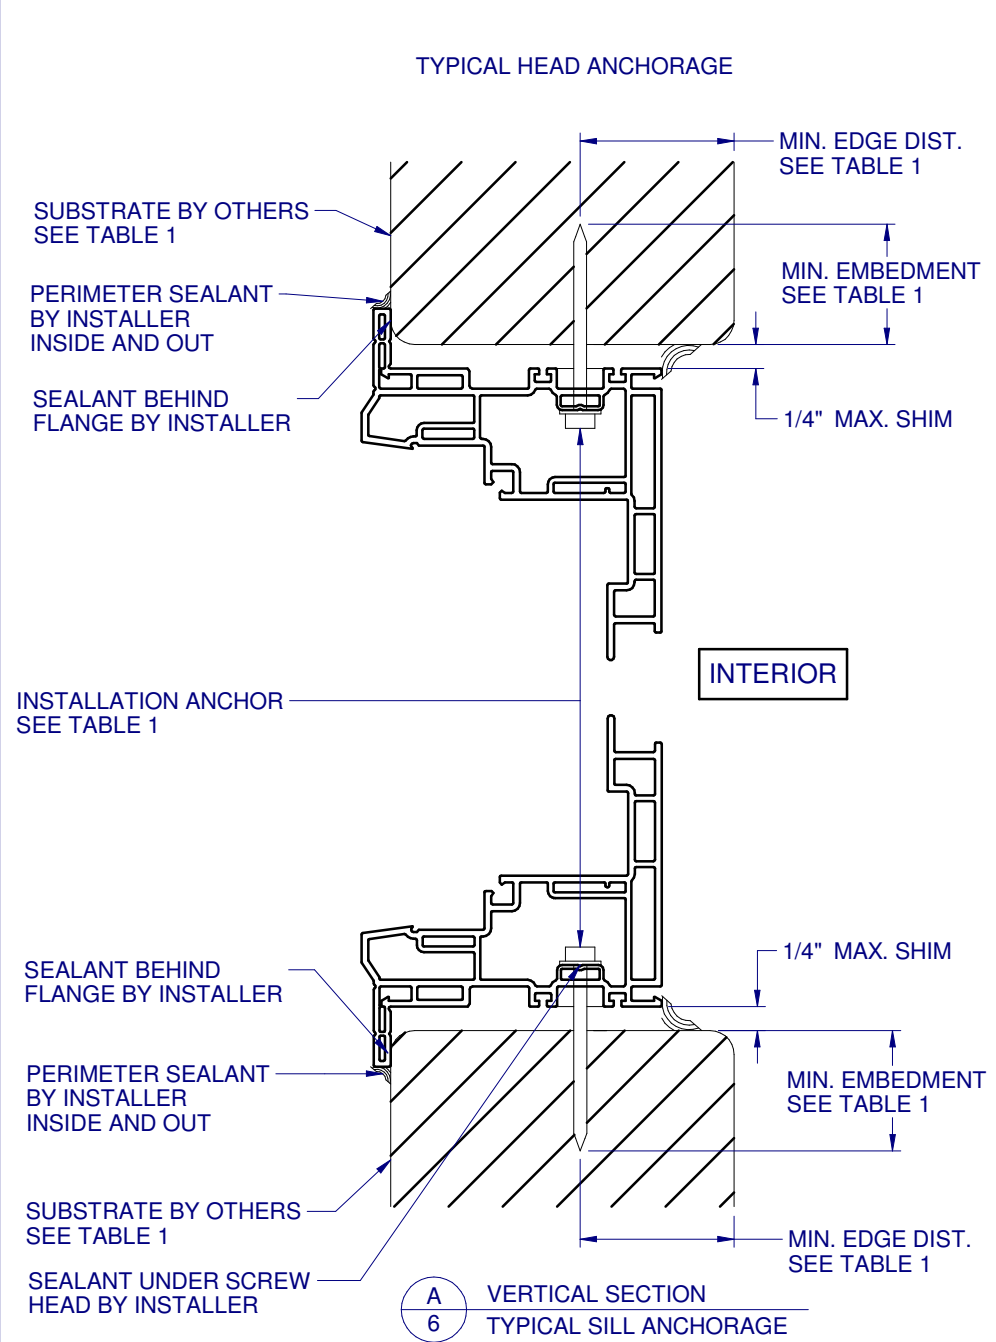 TYPICAL HEAD ANCHORAGE
MIN. EDGE DIST.
SEE TABLE 1
SUBSTRATE BY OTHERS
SEE TABLE 1
MIN. EMBEDMENT
SEE TABLE 1
PERIMETER SEALANT
BY INSTALLER
INSIDE AND OUT
SEALANT BEHIND
FLANGE BY INSTALLER
1/4" MAX. SHIM
INTERIOR
INSTALLATION ANCHOR
SEE TABLE 1
1/4" MAX. SHIM
SEALANT BEHIND
FLANGE BY INSTALLER
PERIMETER SEALANT
BY INSTALLER
INSIDE AND OUT
MIN. EMBEDMENT
SEE TABLE 1
SUBSTRATE BY OTHERS
SEE TABLE 1
MIN. EDGE DIST.
SEE TABLE 1
SEALANT UNDER SCREW
HEAD BY INSTALLER
A
6
VERTICAL SECTION
TYPICAL SILL ANCHORAGE